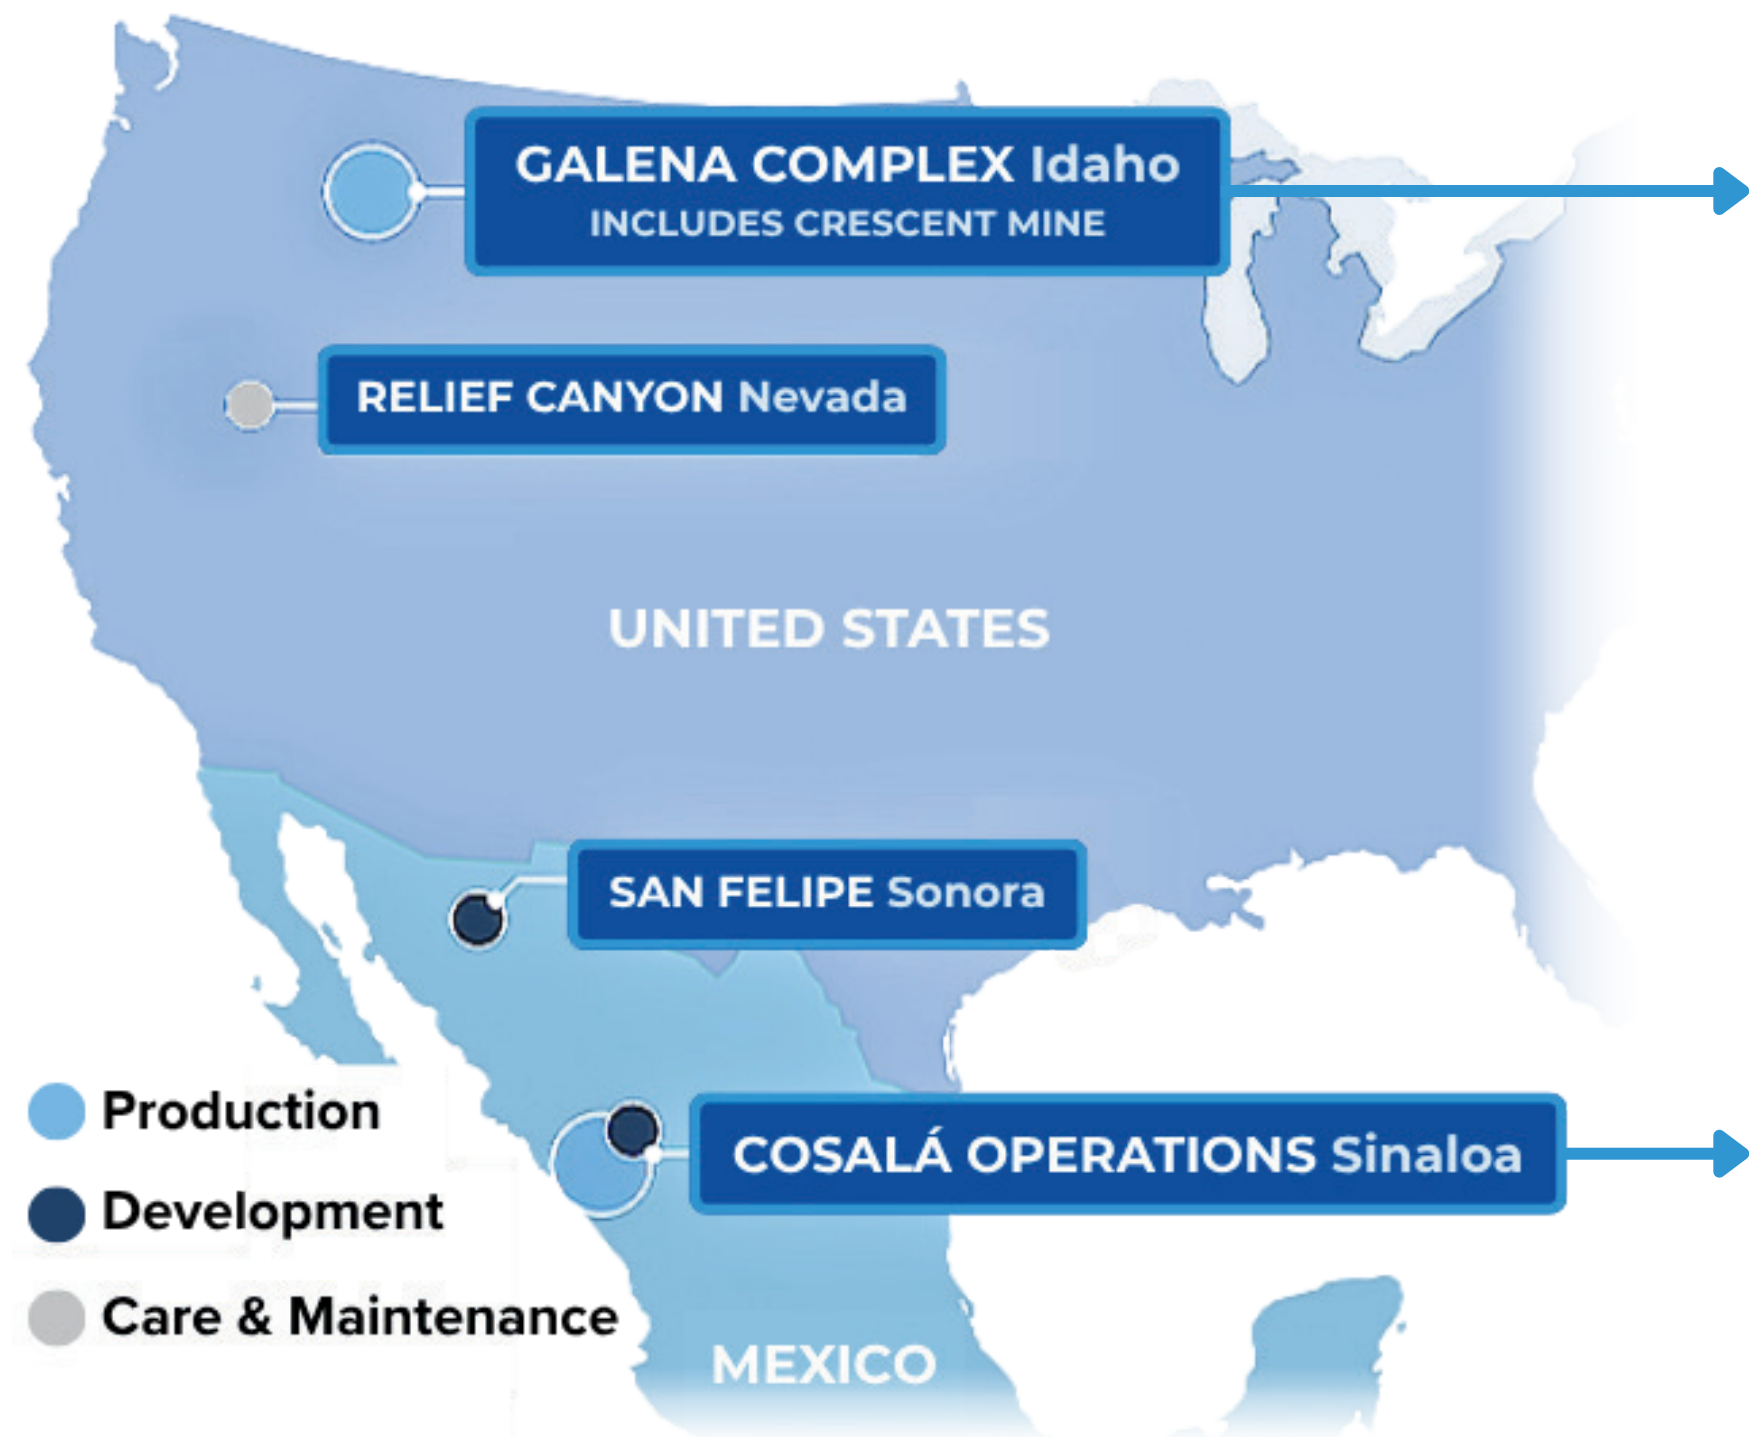 GALENA COMPLEX Idaho
INCLUDES CRESCENT MINE
RELIEF CANYON Nevada
UNITED STATES
SAN FELIPE Sonora
COSALÁ OPERATIONS Sinaloa
Production
Development
Care & Maintenance
MEXICO